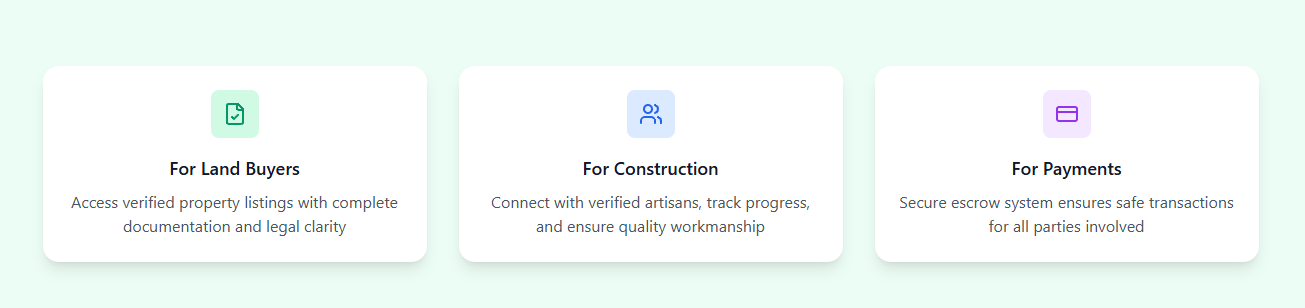 For Land Buyers
Access verified property listings with complete
documentation and legal clarity
For Construction
Connect with verified artisans, track progress,
and ensure quality workmanship
For Payments
Secure escrow system ensures safe transactions
for all parties involved